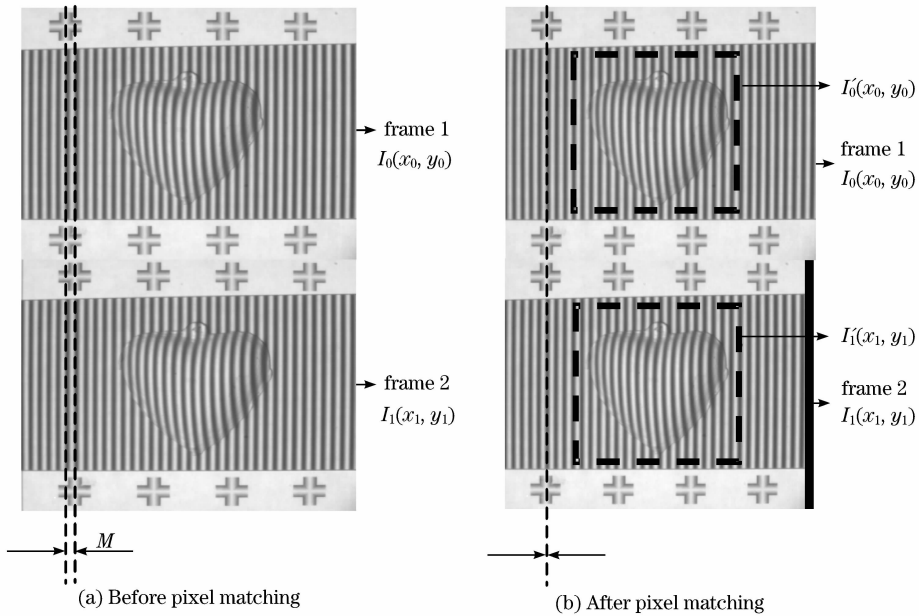 frame 1
I₀(x₀, y₀)
frame 2
I₁(x₁, y₁)
M
(a) Before pixel matching
I′₀(x₀, y₀)
frame 1
I₀(x₀, y₀)
I′₁(x₁, y₁)
frame 2
I₁(x₁, y₁)
(b) After pixel matching